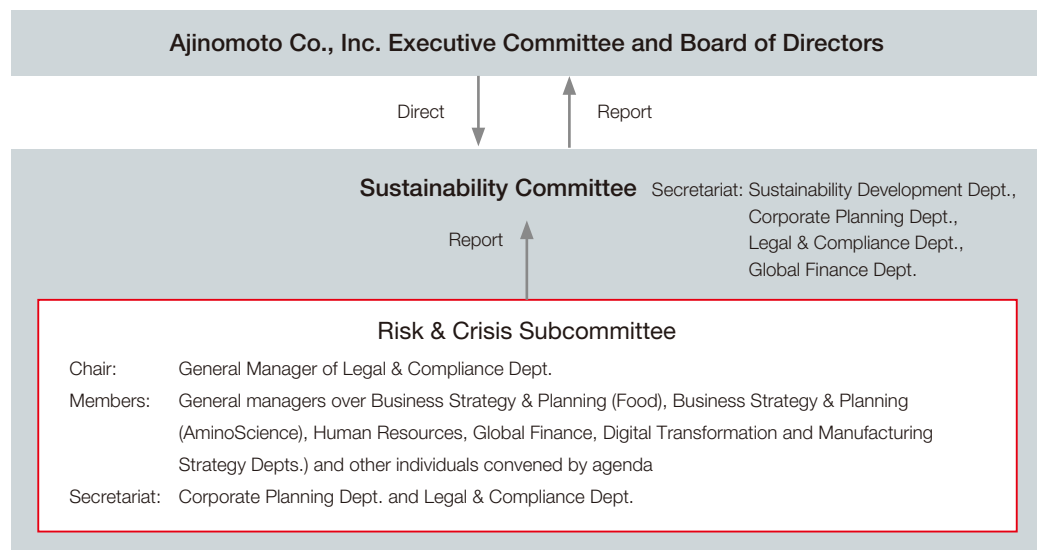 Ajinomoto Co., Inc. Executive Committee and Board of Directors
Direct
Report
Sustainability Committee
Secretariat: Sustainability Development Dept.,
Corporate Planning Dept.,
Legal & Compliance Dept.,
Global Finance Dept.
Report
Risk & Crisis Subcommittee
Chair: General Manager of Legal & Compliance Dept.
Members: General managers over Business Strategy & Planning (Food), Business Strategy & Planning
(AminoScience), Human Resources, Global Finance, Digital Transformation and Manufacturing
Strategy Depts.) and other individuals convened by agenda
Secretariat: Corporate Planning Dept. and Legal & Compliance Dept.